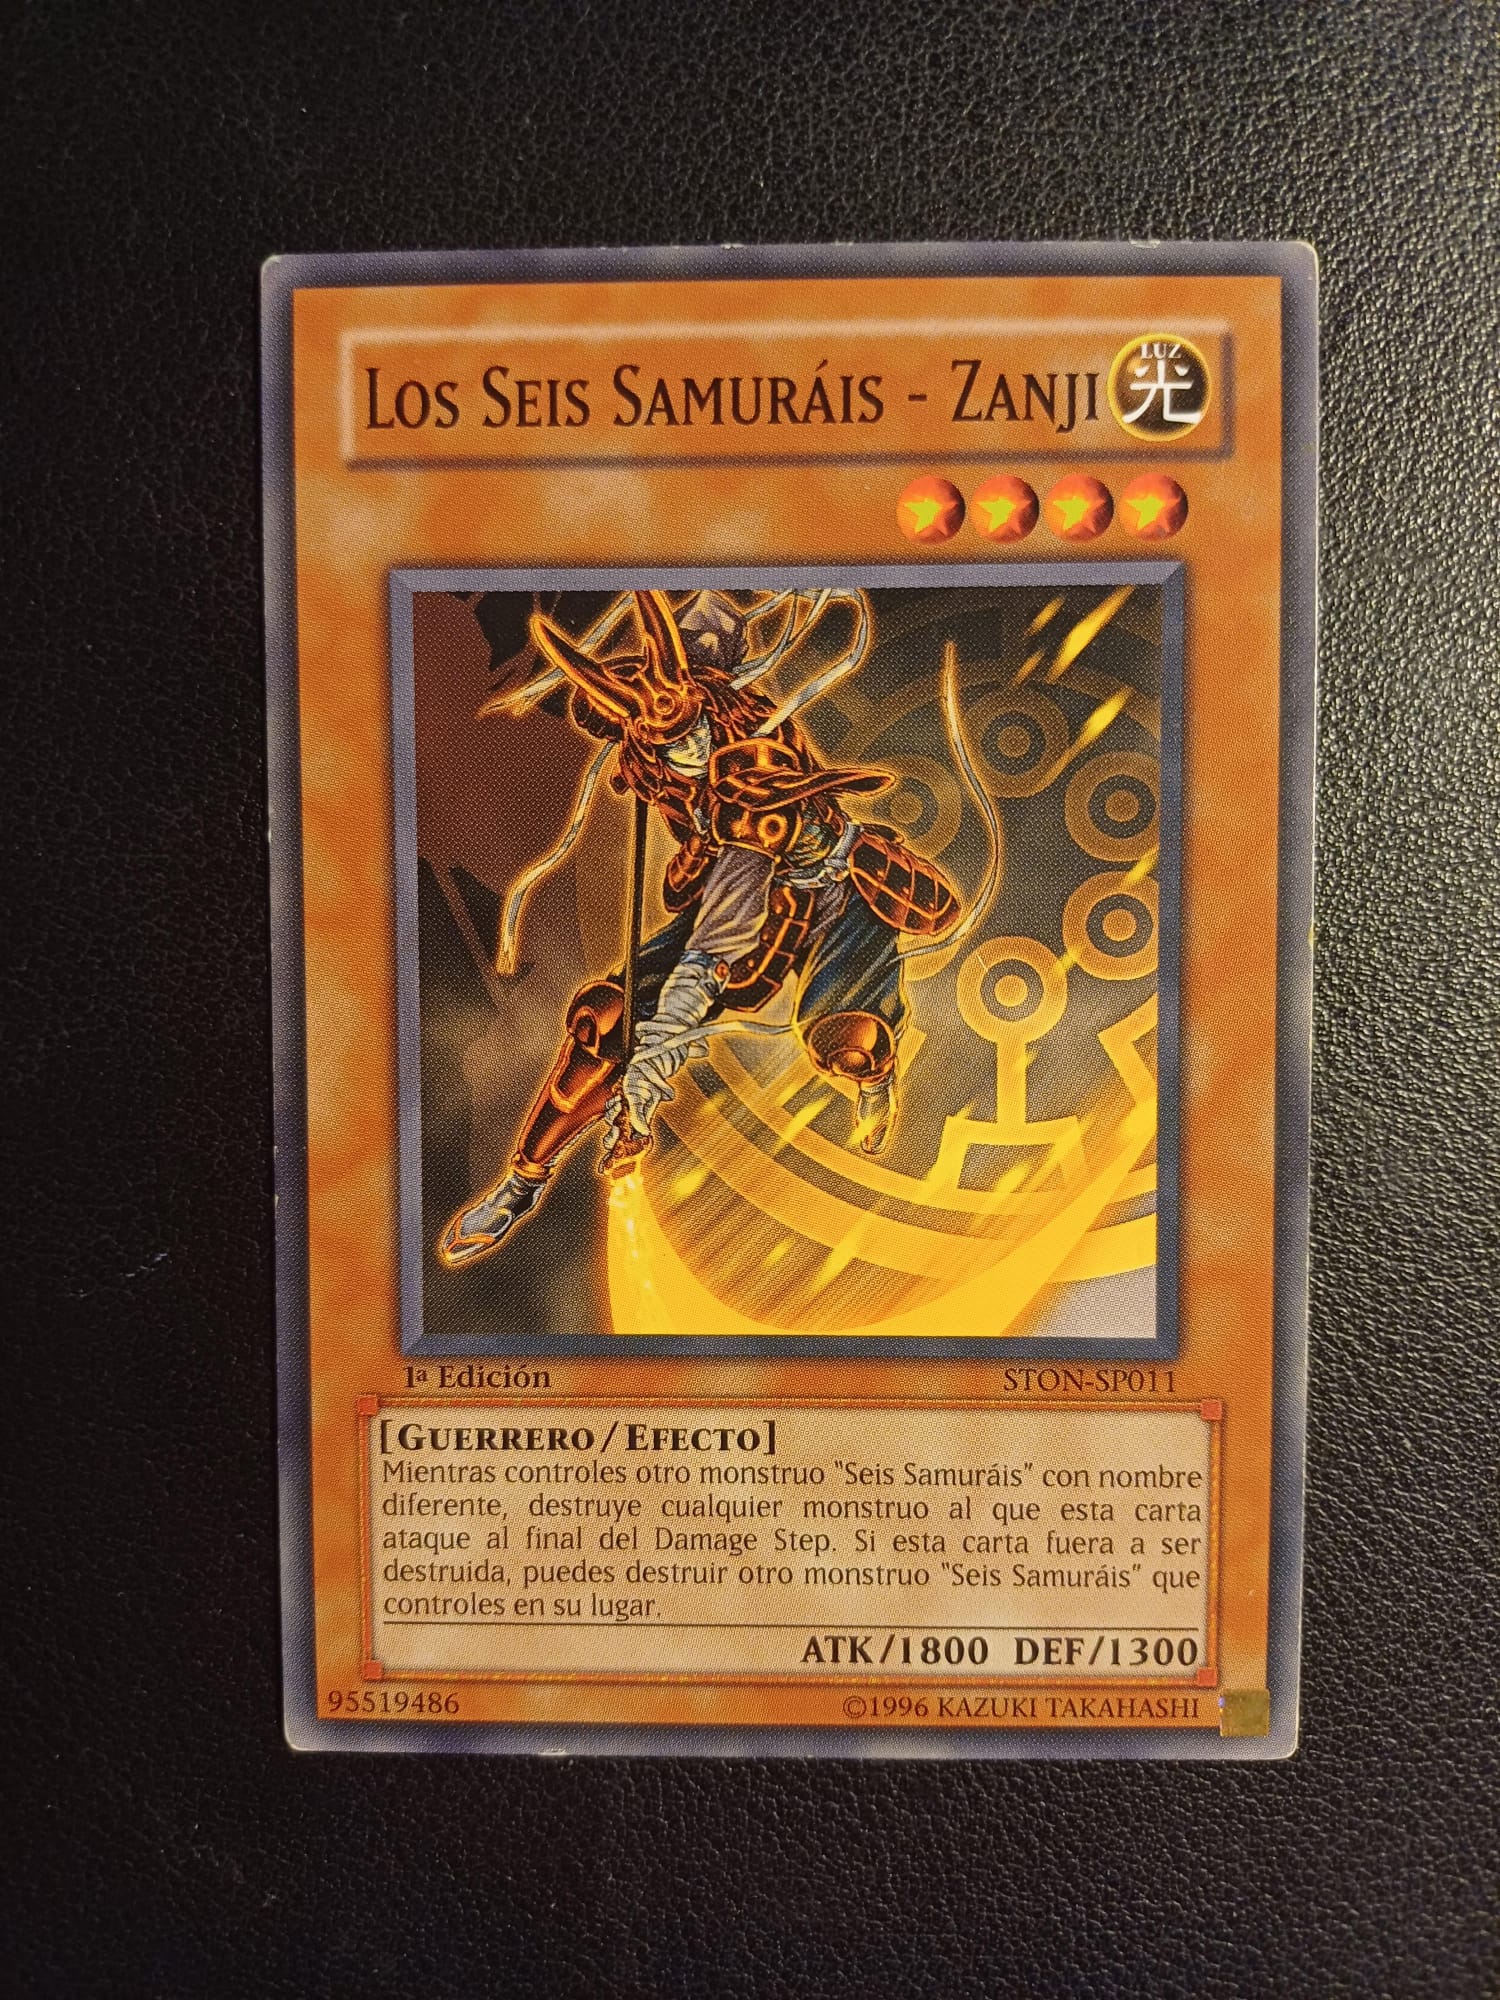 LOS SEIS SAMURÁIS - ZANJI
LUZ
光
1ª Edición
STON-SP011
[GUERRERO/EFECTO]
Mientras controles otro monstruo "Seis Samuráis" con nombre
diferente, destruye cualquier monstruo al que esta carta
ataque al final del Damage Step. Si esta carta fuera a ser
destruida, puedes destruir otro monstruo "Seis Samuráis" que
controles en su lugar.
ATK/1800 DEF/1300
95519486
©1996 KAZUKI TAKAHASHI